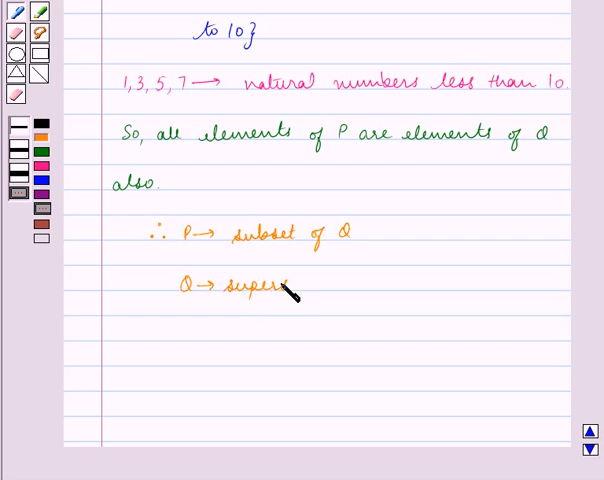 to 10}
1, 3, 5, 7 → natural numbers less than 10.
So, all elements of P are elements of Q
also.
∴ P → subset of Q
Q → supers